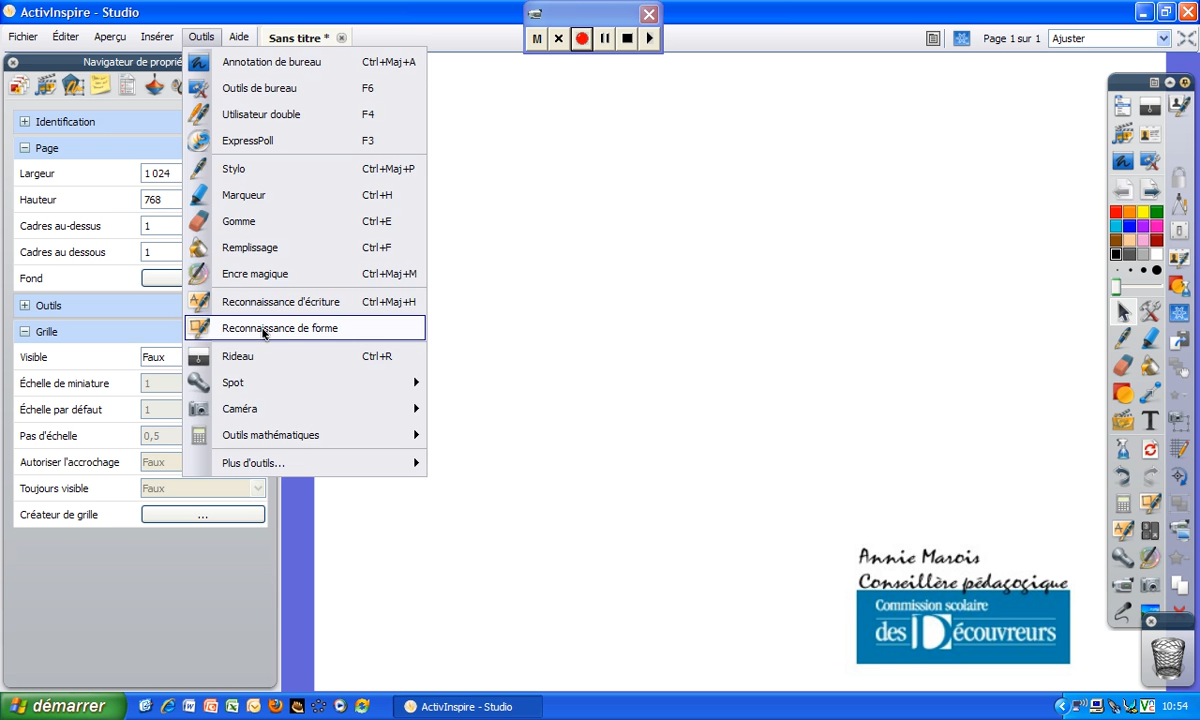 ActivInspire - Studio
Fichier Éditer Aperçu Insérer Outils Aide Sans titre *
M
Page 1 sur 1 Ajuster
Navigateur de proprié
Identification
Page
Largeur 1 024
Hauteur 768
Cadres au-dessus 1
Cadres au dessous 1
Fond
Outils
Grille
Visible Faux
Échelle de miniature 1
Échelle par défaut 1
Pas d'échelle 0,5
Autoriser l'accrochage Faux
Toujours visible Faux
Créateur de grille ...
Annotation de bureau Ctrl+Maj+A
Outils de bureau F6
Utilisateur double F4
ExpressPoll F3
Stylo Ctrl+Maj+P
Marqueur Ctrl+H
Gomme Ctrl+E
Remplissage Ctrl+F
Encre magique Ctrl+Maj+M
Reconnaissance d'écriture Ctrl+Maj+H
Reconnaissance de forme
Rideau Ctrl+R
Spot
Caméra
Outils mathématiques
Plus d'outils...
Annie Marois
Conseillère pédagogique
Commission scolaire
des Découvreurs
démarrer
ActivInspire - Studio
10:54